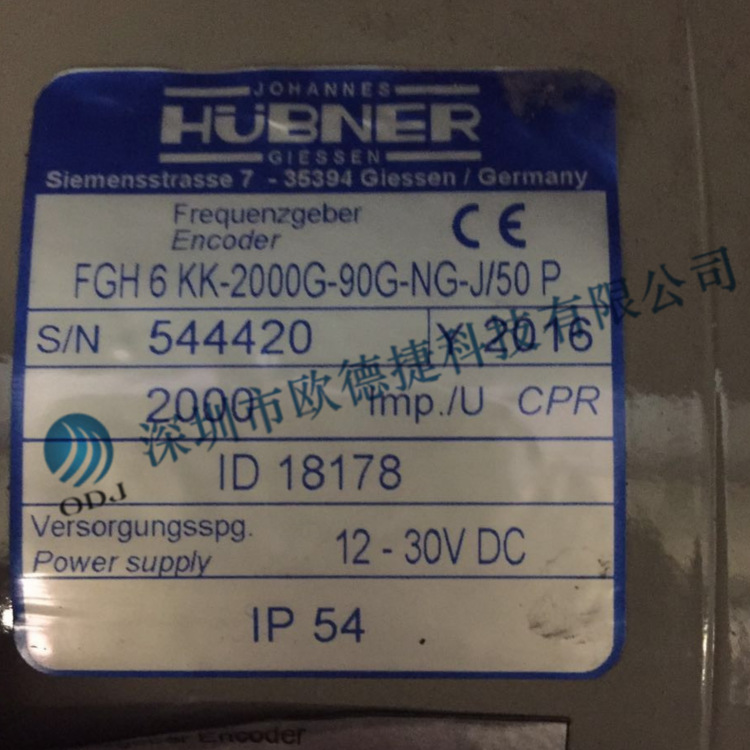 JOHANNES
HÜBNER
GIESSEN
Siemensstrasse 7 - 35394 Giessen / Germany
Frequenzgeber
Encoder
CE
FGH 6 KK-2000G-90G-NG-J/50 P
S/N 544420 Y 2016
2000 Imp./U CPR
ID 18178
Versorgungsspg.
Power supply
12 - 30V DC
IP 54
ODJ
深圳市欧德捷科技有限公司
Encoder